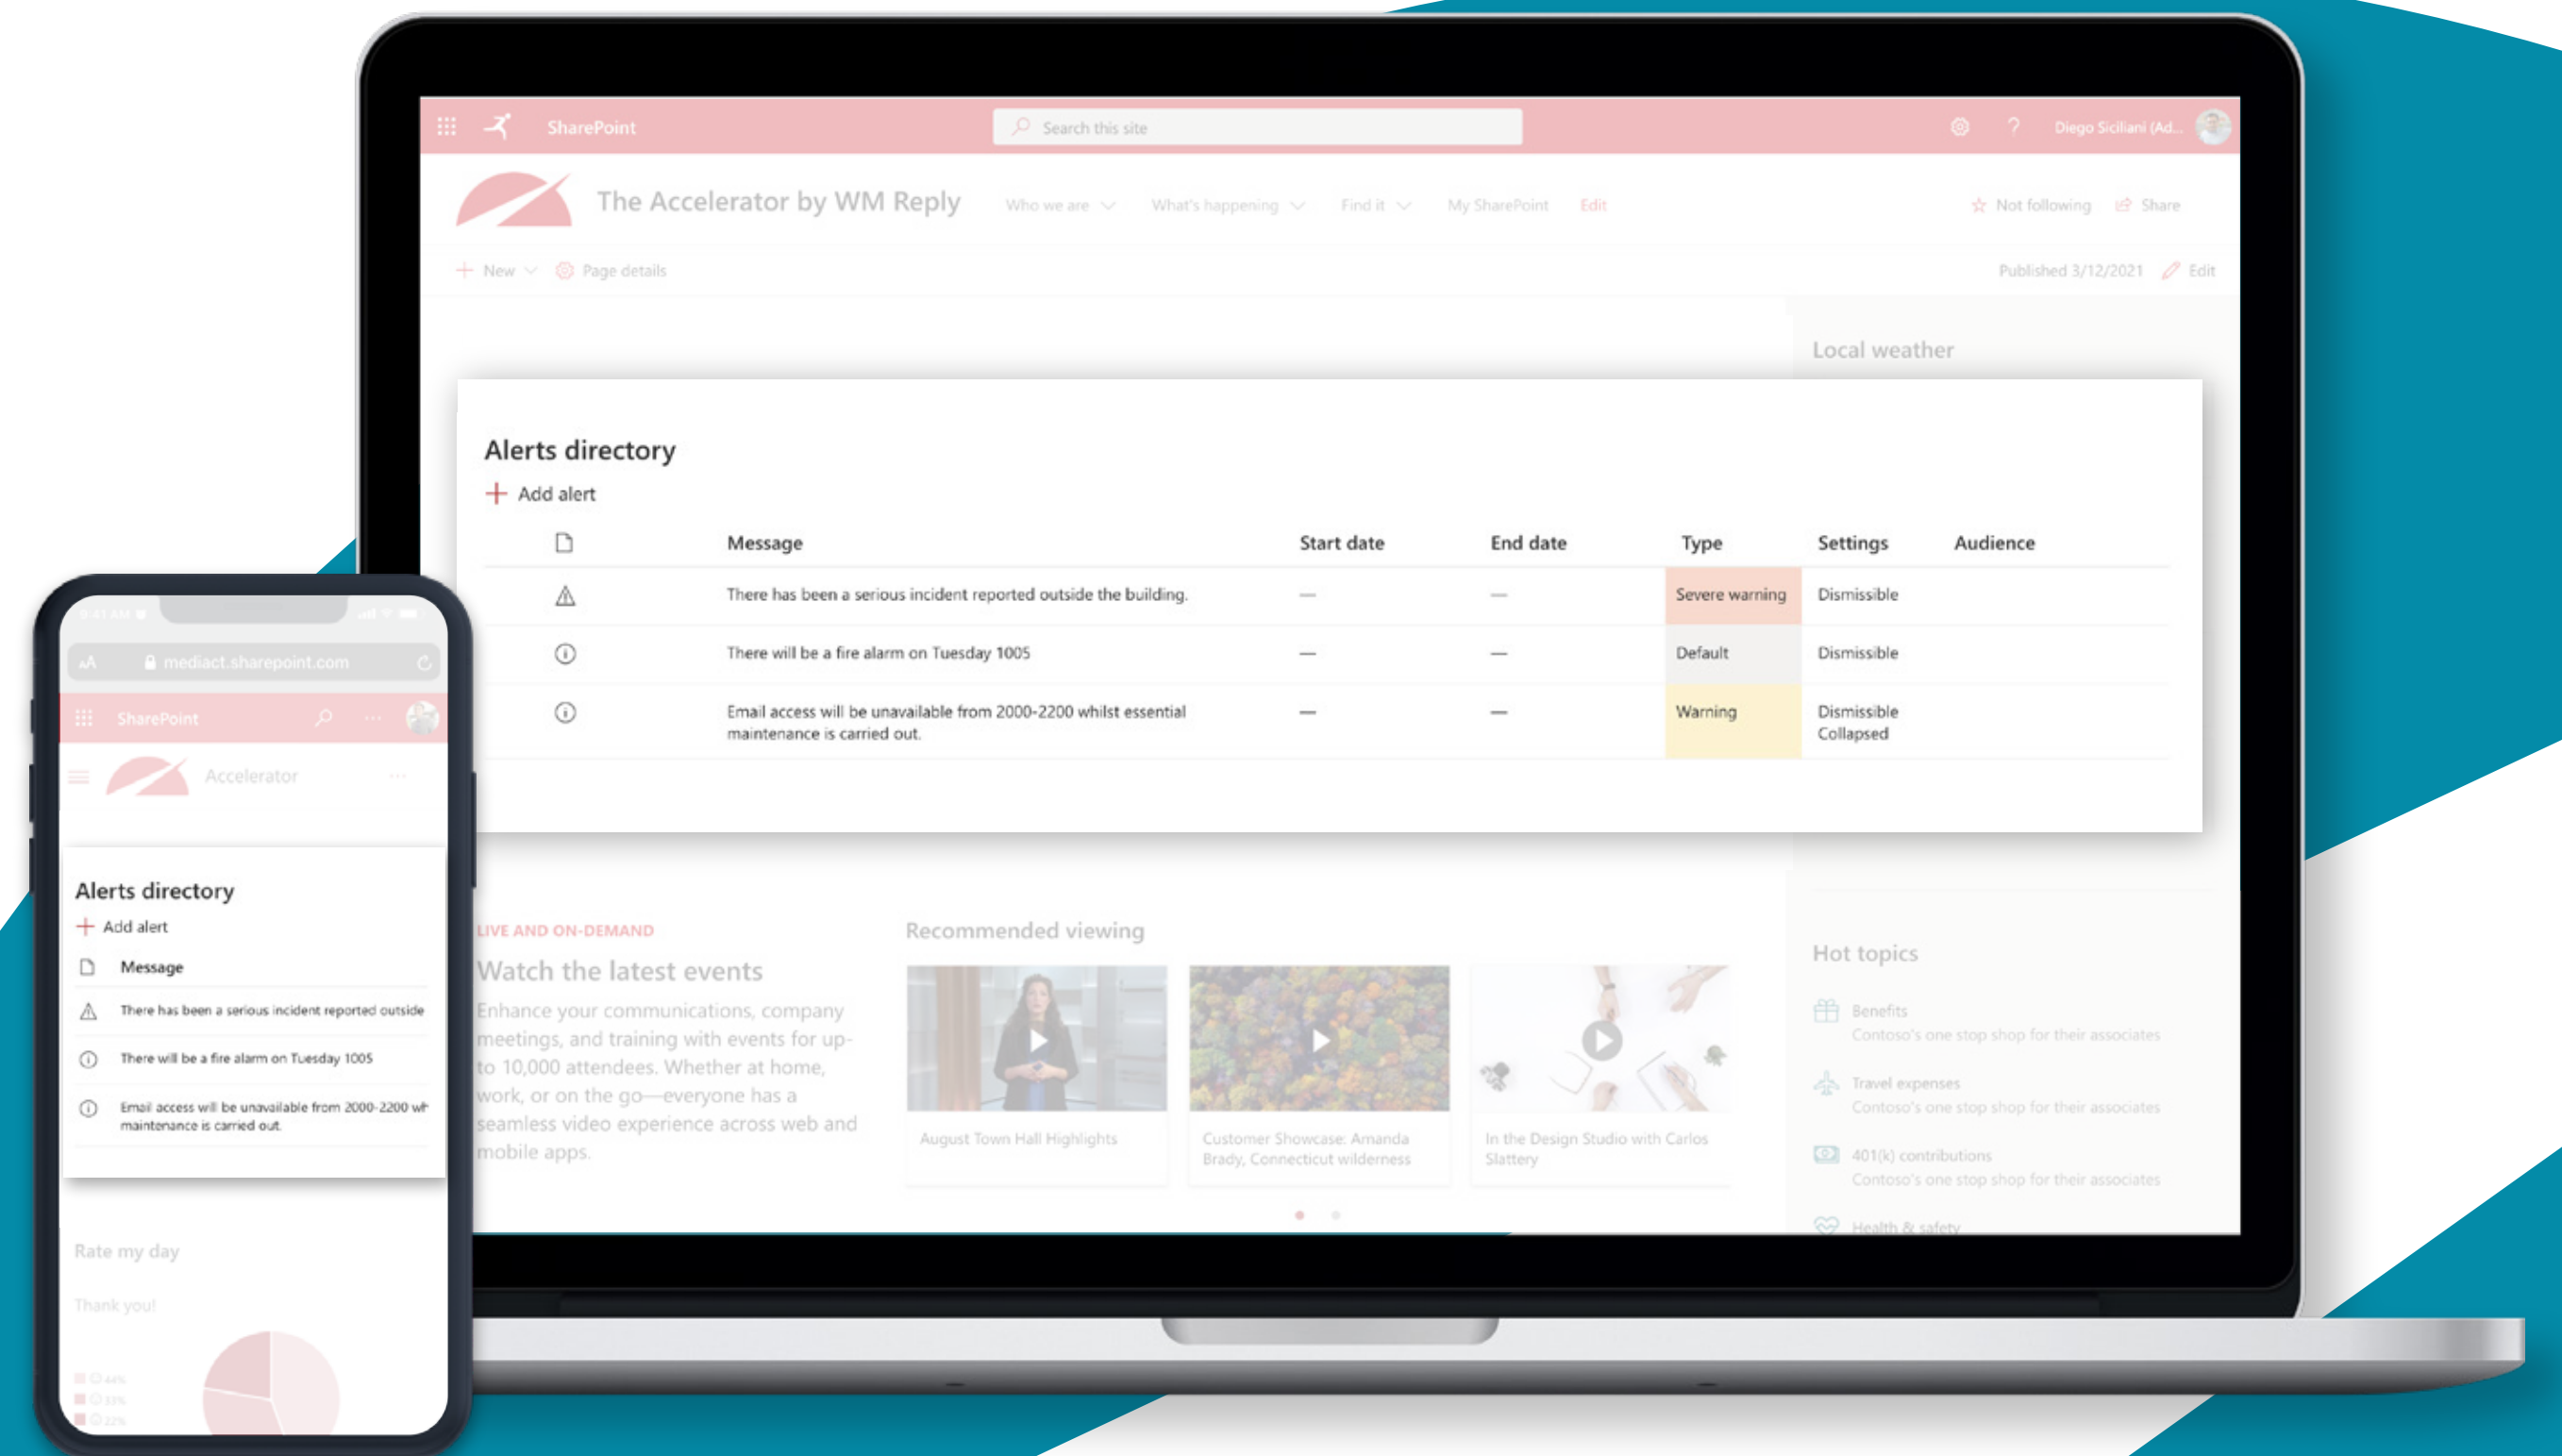 SharePoint
Search this site
Diego Siciliani (Ad...
The Accelerator by WM Reply
Who we are
What's happening
Find it
My SharePoint
Edit
Not following
Share
New
Page details
Published 3/12/2021
Edit
Local weather
Alerts directory
Add alert
Message Start date End date Type Settings Audience
There has been a serious incident reported outside the building. — — Severe warning Dismissible
There will be a fire alarm on Tuesday 1005 — — Default Dismissible
Email access will be unavailable from 2000-2200 whilst essential — — Warning Dismissible
maintenance is carried out. Collapsed
LIVE AND ON-DEMAND
Watch the latest events
Enhance your communications, company
meetings, and training with events for up-
to 10,000 attendees. Whether at home,
work, or on the go—everyone has a
seamless video experience across web and
mobile apps.
Recommended viewing
August Town Hall Highlights
Customer Showcase: Amanda
Brady, Connecticut wilderness
In the Design Studio with Carlos
Slattery
Hot topics
Benefits
Contoso's one stop shop for their associates
Travel expenses
Contoso's one stop shop for their associates
401(k) contributions
Contoso's one stop shop for their associates
Health & safety
9:41 AM
AA mediact.sharepoint.com
SharePoint
Accelerator
Alerts directory
Add alert
Message
There has been a serious incident reported outside
There will be a fire alarm on Tuesday 1005
Email access will be unavailable from 2000-2200 wh
maintenance is carried out.
Rate my day
Thank you!
44%
33%
22%